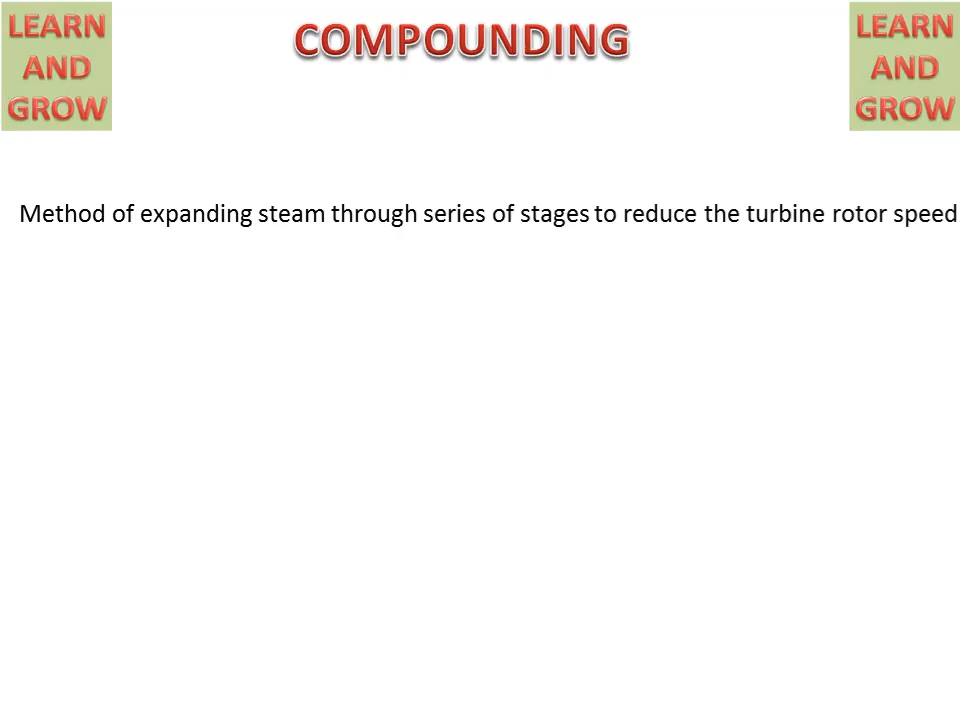 LEARN
AND
GROW
COMPOUNDING
LEARN
AND
GROW
Method of expanding steam through series of stages to reduce the turbine rotor speed